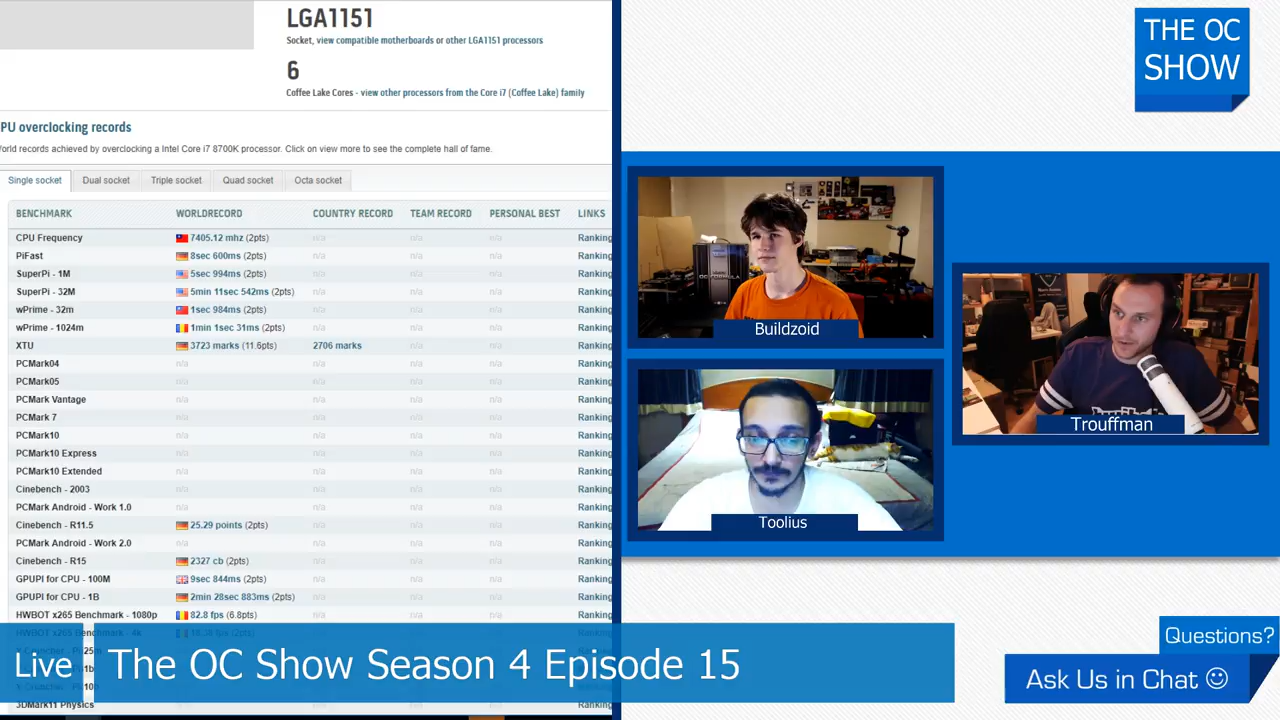 LGA1151
Socket, view compatible motherboards or other LGA1151 processors
6
Coffee Lake Cores - view other processors from the Core i7 (Coffee Lake) family
PU overclocking records
orld records achieved by overclocking a Intel Core i7 8700K processor. Click on view more to see the complete hall of fame.
Single socket Dual socket Triple socket Quad socket Octa socket
BENCHMARK WORLDRECORD COUNTRY RECORD TEAM RECORD PERSONAL BEST LINKS
CPU Frequency 7405.12 mhz (2pts) n/a n/a n/a Ranking
PiFast 8sec 600ms (2pts) n/a n/a n/a Ranking
SuperPi - 1M 5sec 994ms (2pts) n/a n/a n/a Ranking
SuperPi - 32M 5min 11sec 542ms (2pts) n/a n/a n/a Ranking
wPrime - 32m 1sec 984ms (2pts) n/a n/a n/a Ranking
wPrime - 1024m 1min 1sec 31ms (2pts) n/a n/a n/a Ranking
XTU 3723 marks (11.6pts) 2706 marks n/a n/a Ranking
PCMark04 n/a n/a n/a n/a Ranking
PCMark05 n/a n/a n/a n/a Ranking
PCMark Vantage n/a n/a n/a n/a Ranking
PCMark 7 n/a n/a n/a n/a Ranking
PCMark10 n/a n/a n/a n/a Ranking
PCMark10 Express n/a n/a n/a n/a Ranking
PCMark10 Extended n/a n/a n/a n/a Ranking
Cinebench - 2003 n/a n/a n/a n/a Ranking
PCMark Android - Work 1.0 n/a n/a n/a n/a Ranking
Cinebench - R11.5 25.29 points (2pts) n/a n/a n/a Ranking
PCMark Android - Work 2.0 n/a n/a n/a n/a Ranking
Cinebench - R15 2327 cb (2pts) n/a n/a n/a Ranking
GPUPI for CPU - 100M 9sec 844ms (2pts) n/a n/a n/a Ranking
GPUPI for CPU - 1B 2min 28sec 883ms (2pts) n/a n/a n/a Ranking
HWBOT x265 Benchmark - 1080p 82.8 fps (6.8pts) n/a n/a n/a Ranking
HWBOT x265 Benchmark - 4k
3DMark11 Physics
Live The OC Show Season 4 Episode 15
THE OC
SHOW
OC FORMULA
Buildzoid
Trouffman
Toolius
Questions?
Ask Us in Chat ☺